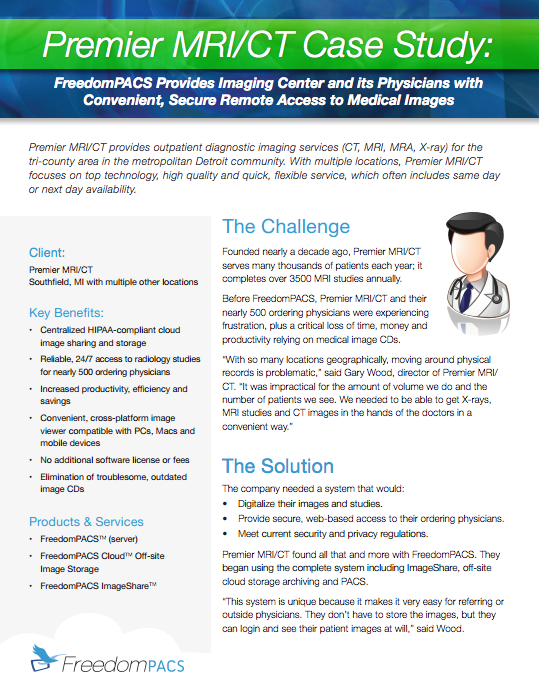 Premier MRI/CT Case Study:
FreedomPACS Provides Imaging Center and its Physicians with
Convenient, Secure Remote Access to Medical Images
Premier MRI/CT provides outpatient diagnostic imaging services (CT, MRI, MRA, X-ray) for the
tri-county area in the metropolitan Detroit community. With multiple locations, Premier MRI/CT
focuses on top technology, high quality and quick, flexible service, which often includes same day
or next day availability.
Client:
Premier MRI/CT
Southfield, MI with multiple other locations
Key Benefits:
• Centralized HIPAA-compliant cloud
image sharing and storage
• Reliable, 24/7 access to radiology studies
for nearly 500 ordering physicians
• Increased productivity, efficiency and
savings
• Convenient, cross-platform image
viewer compatible with PCs, Macs and
mobile devices
• No additional software license or fees
• Elimination of troublesome, outdated
image CDs
Products & Services
• FreedomPACS™ (server)
• FreedomPACS Cloud™ Off-site
Image Storage
• FreedomPACS ImageShare™
FreedomPACS
The Challenge
Founded nearly a decade ago, Premier MRI/CT
serves many thousands of patients each year; it
completes over 3500 MRI studies annually.
Before FreedomPACS, Premier MRI/CT and their
nearly 500 ordering physicians were experiencing
frustration, plus a critical loss of time, money and
productivity relying on medical image CDs.
“With so many locations geographically, moving around physical
records is problematic,” said Gary Wood, director of Premier MRI/
CT. “It was impractical for the amount of volume we do and the
number of patients we see. We needed to be able to get X-rays,
MRI studies and CT images in the hands of the doctors in a
convenient way.”
The Solution
The company needed a system that would:
• Digitalize their images and studies.
• Provide secure, web-based access to their ordering physicians.
• Meet current security and privacy regulations.
Premier MRI/CT found all that and more with FreedomPACS. They
began using the complete system including ImageShare, off-site
cloud storage archiving and PACS.
“This system is unique because it makes it very easy for referring or
outside physicians. They don’t have to store the images, but they
can login and see their patient images at will,” said Wood.